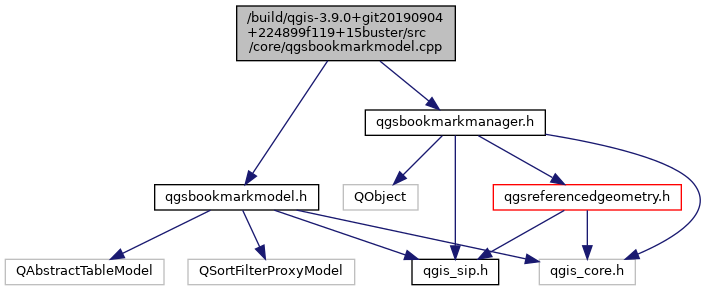 /build/qgis-3.9.0+git20190904
+224899f119+15buster/src
/core/qgsbookmarkmodel.cpp
qgsbookmarkmanager.h
qgsbookmarkmodel.h
QObject
qgsreferencedgeometry.h
QAbstractTableModel
QSortFilterProxyModel
qgis_sip.h
qgis_core.h